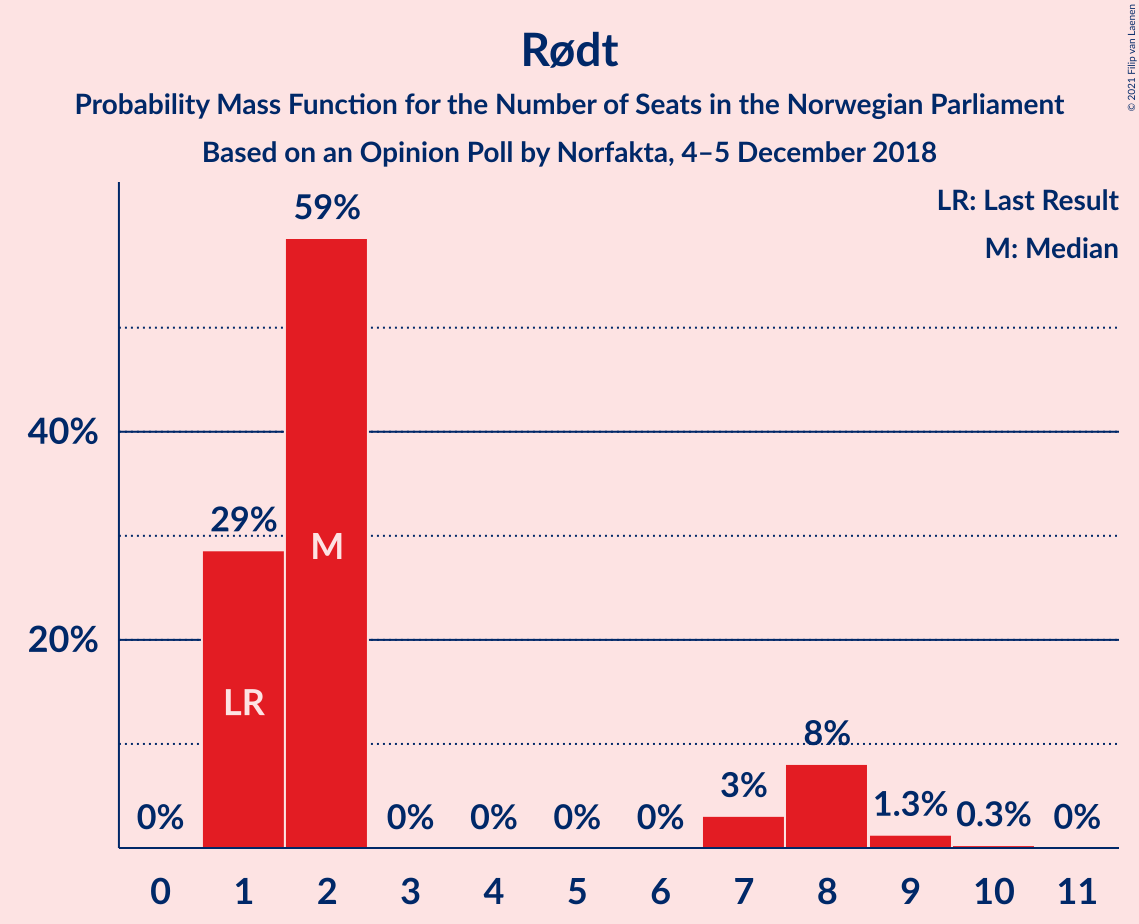 © 2021 Filip van Laenen
Rødt
Probability Mass Function for the Number of Seats in the Norwegian Parliament
Based on an Opinion Poll by Norfakta, 4–5 December 2018
LR: Last Result
M: Median
59%
40%
29%
M
20%
LR
8%
3%
0% 0% 0% 0% 0% 1.3% 0.3% 0%
0 1 2 3 4 5 6 7 8 9 10 11